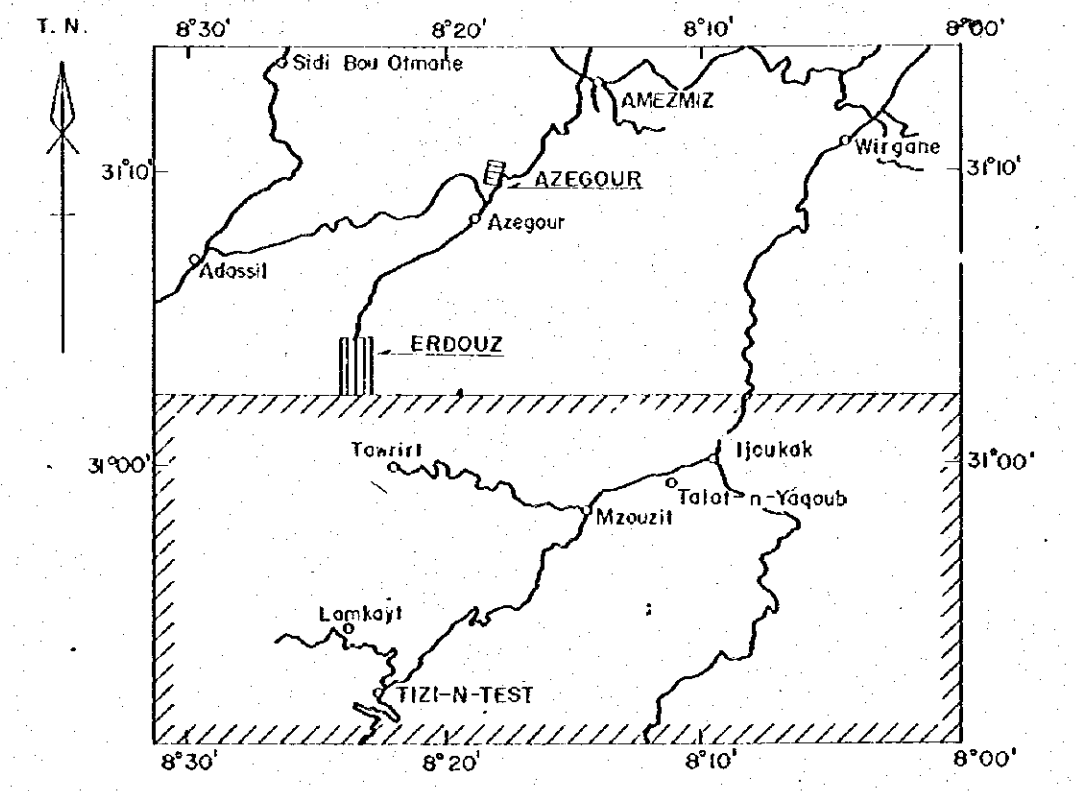 T. N.
8°30' 8°20' 8°10' 8°00'
Sidi Bou Otmane
AMEZMIZ
Wirgane
31°10' 31°10'
AZEGOUR
Azegour
Adassil
ERDOUZ
Tawrirt
Ijoukak
31°00' 31°00'
Talat-n-Yaqoub
Mzouzit
Lamkayt
TIZI-N-TEST
8°30' 8°20' 8°10' 8°00'